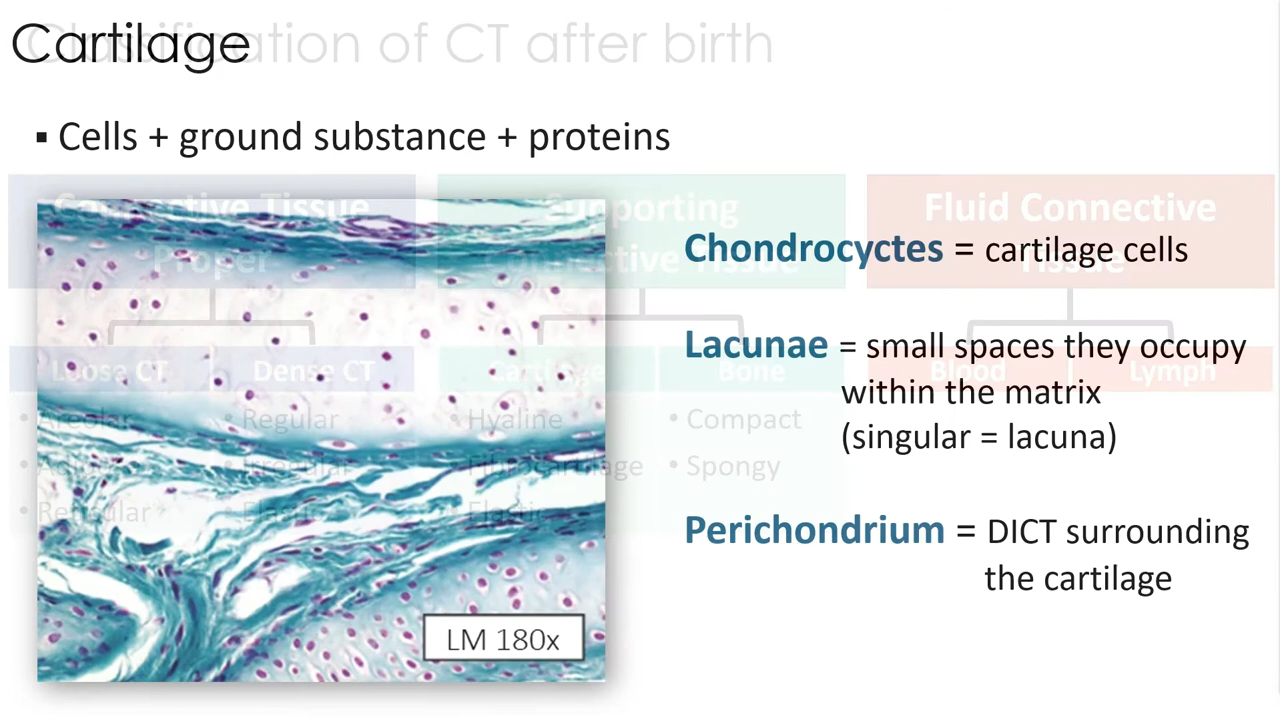 Cartilage
Classification of CT after birth
▪ Cells + ground substance + proteins
Connective Tissue
Proper
Supporting
Connective Tissue
Fluid Connective
Tissue
Chondrocyctes = cartilage cells
Lacunae = small spaces they occupy
within the matrix
(singular = lacuna)
Perichondrium = DICT surrounding
the cartilage
Loose CT
Dense CT
Cartilage
Bone
Blood
Lymph
• Areolar
• Adipose
• Reticular
• Regular
• Irregular
• Elastic
• Hyaline
• Fibrocartilage
• Elastic
• Compact
• Spongy
LM 180x